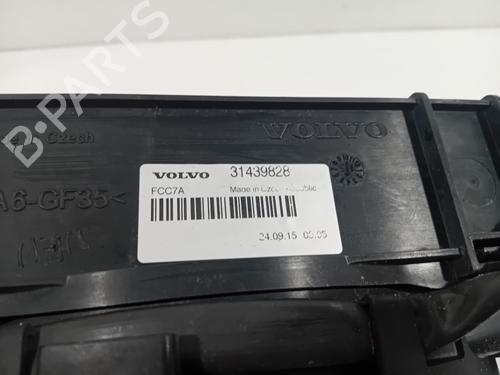 B-PARTS
Czech
VOLVO
A6-GF35<
VOLVO 31439828
FCC7A Made in Czech Republic
24.09.15 05:05